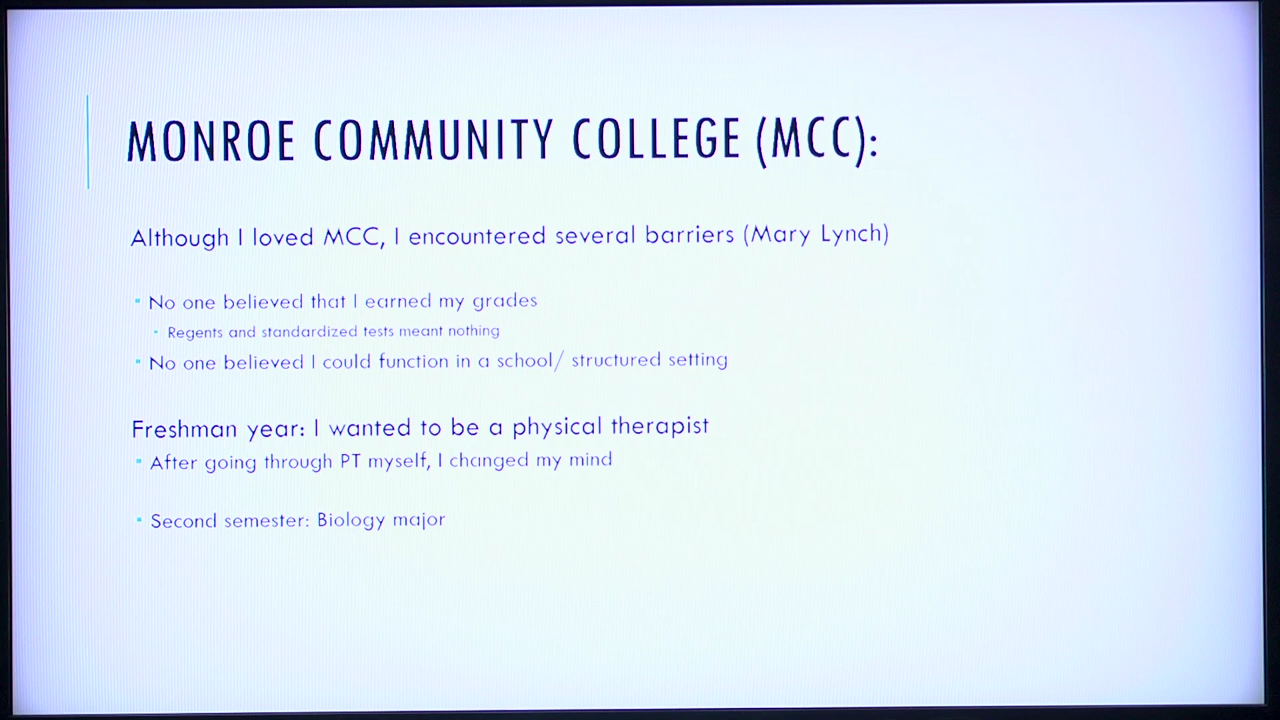 MONROE COMMUNITY COLLEGE (MCC):
Although I loved MCC, I encountered several barriers (Mary Lynch)
No one believed that I earned my grades
Regents and standardized tests meant nothing
No one believed I could function in a school/ structured setting
Freshman year: I wanted to be a physical therapist
After going through PT myself, I changed my mind
Second semester: Biology major